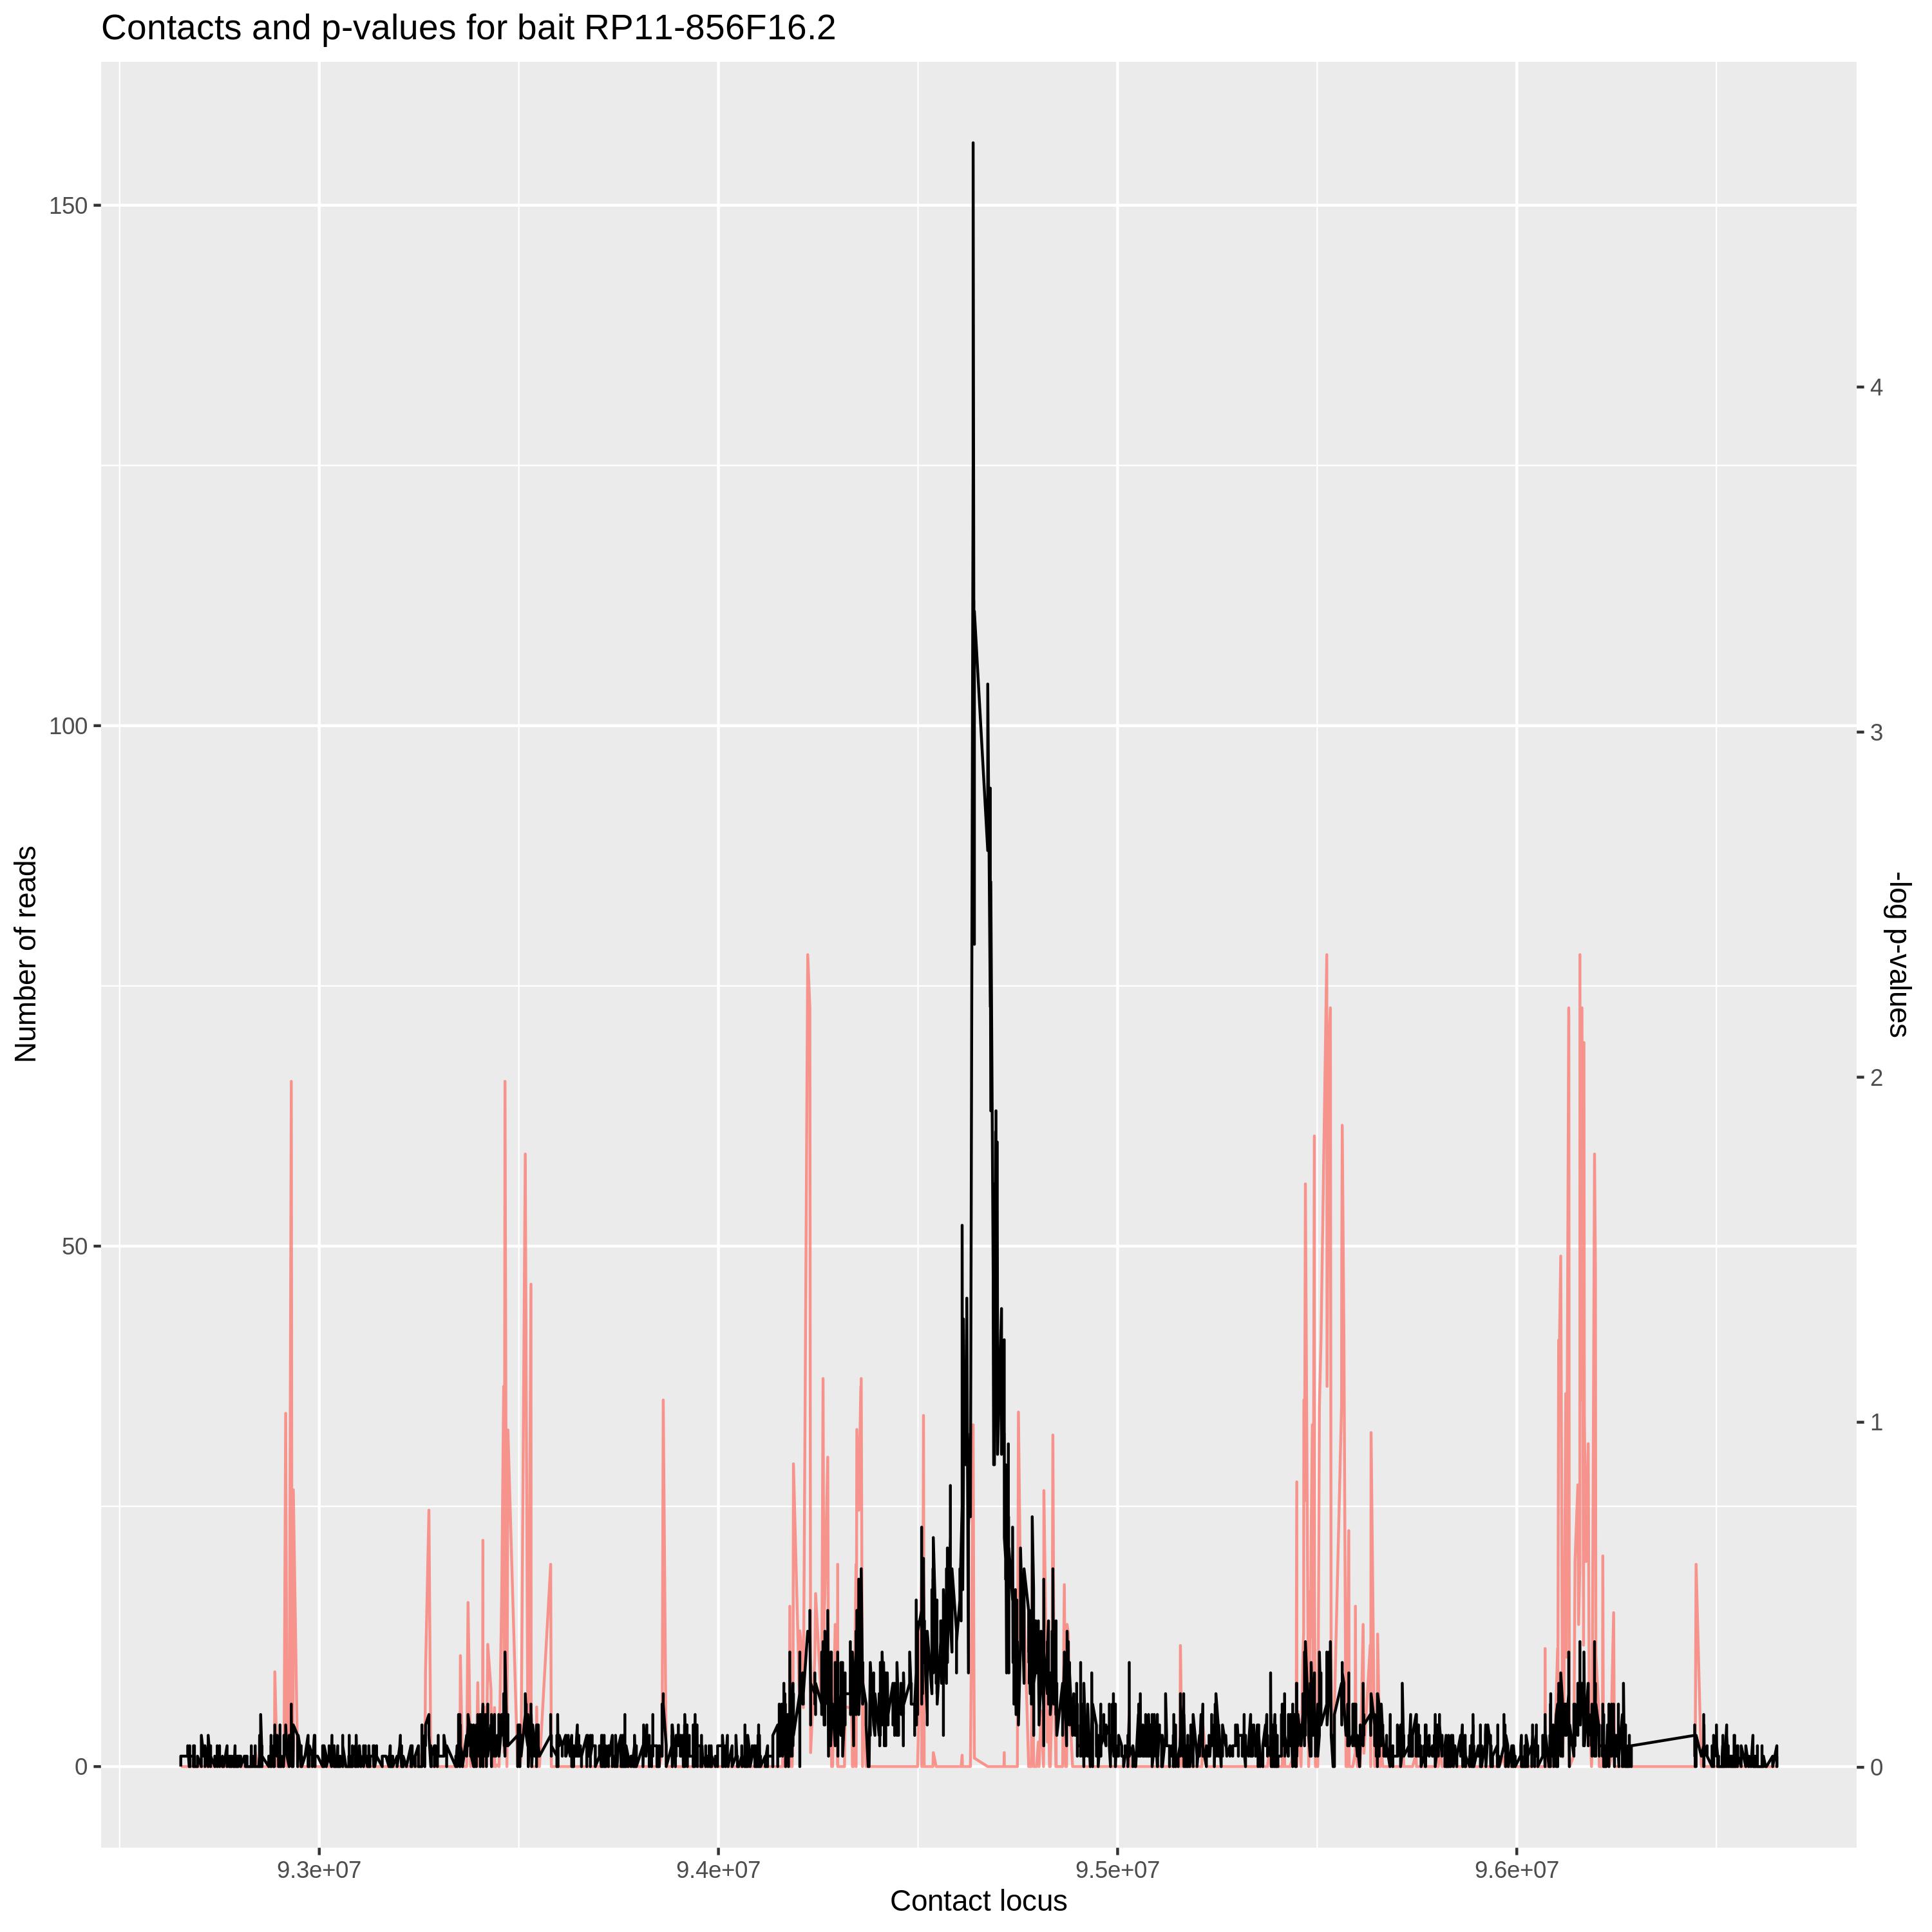 Contacts and p-values for bait RP11-856F16.2
150
100
50
0
Number of reads
4
3
2
1
0
-log p-values
9.3e+07
9.4e+07
9.5e+07
9.6e+07
Contact locus